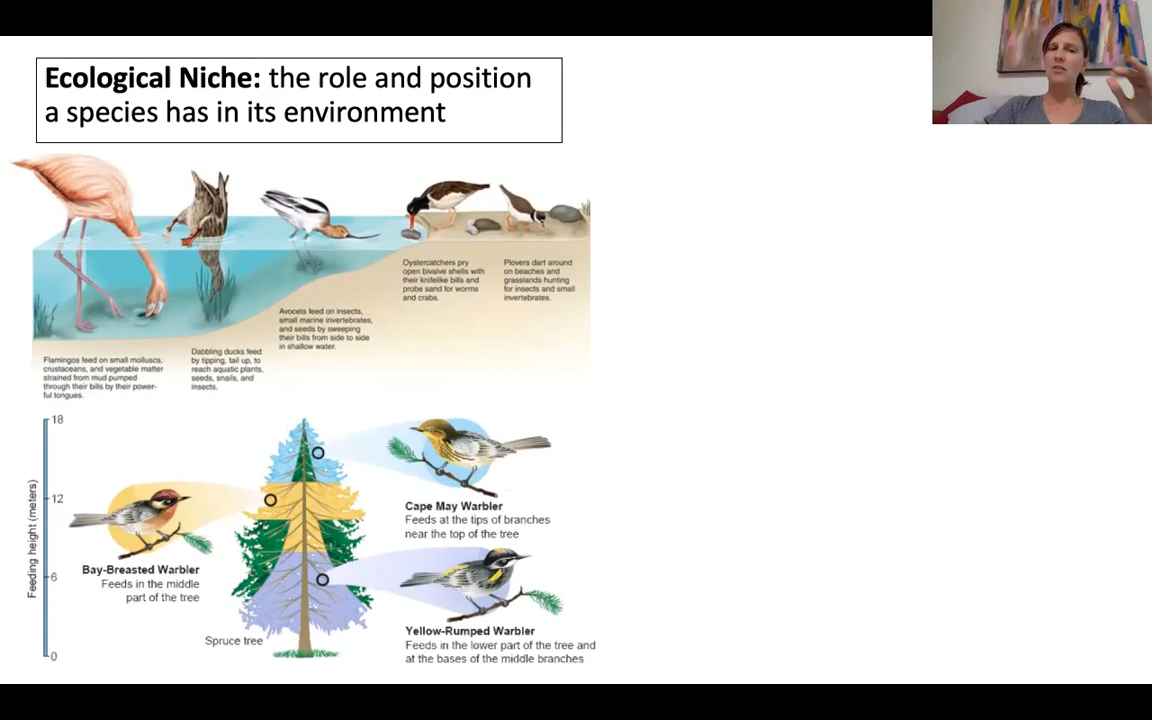 Ecological Niche: the role and position
a species has in its environment
Oystercatchers pry
open bivalve shells with
their knifelike bills and
probe sand for worms
and crabs.
Plovers dart around
on beaches and
grasslands hunting
for insects and small
invertebrates.
Avocets feed on insects,
small marine invertebrates,
and seeds by sweeping
their bills from side to side
in shallow water.
Dabbling ducks feed
by tipping, tail up, to
reach aquatic plants,
seeds, snails, and
insects.
Flamingos feed on small molluscs,
crustaceans, and vegetable matter
strained from mud pumped
through their bills by their power-
ful tongues.
Feeding height (meters)
18
12
6
0
Cape May Warbler
Feeds at the tips of branches
near the top of the tree
Bay-Breasted Warbler
Feeds in the middle
part of the tree
Yellow-Rumped Warbler
Feeds in the lower part of the tree and
at the bases of the middle branches
Spruce tree